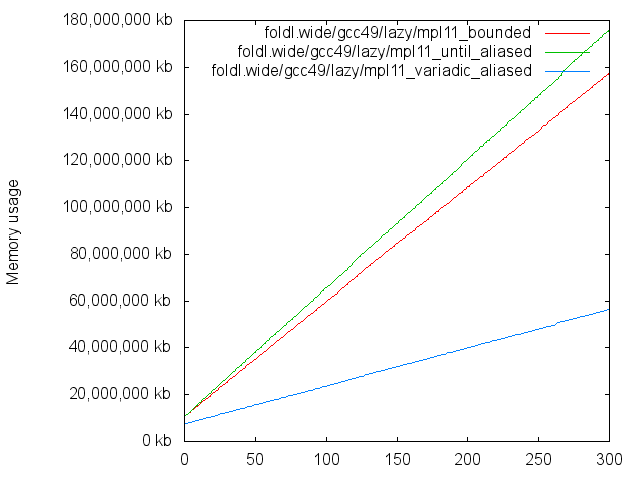 180,000,000 kb
160,000,000 kb
140,000,000 kb
120,000,000 kb
100,000,000 kb
80,000,000 kb
60,000,000 kb
40,000,000 kb
20,000,000 kb
0 kb
Memory usage
foldl.wide/gcc49/lazy/mpl11_bounded
foldl.wide/gcc49/lazy/mpl11_until_aliased
foldl.wide/gcc49/lazy/mpl11_variadic_aliased
0 50 100 150 200 250 300